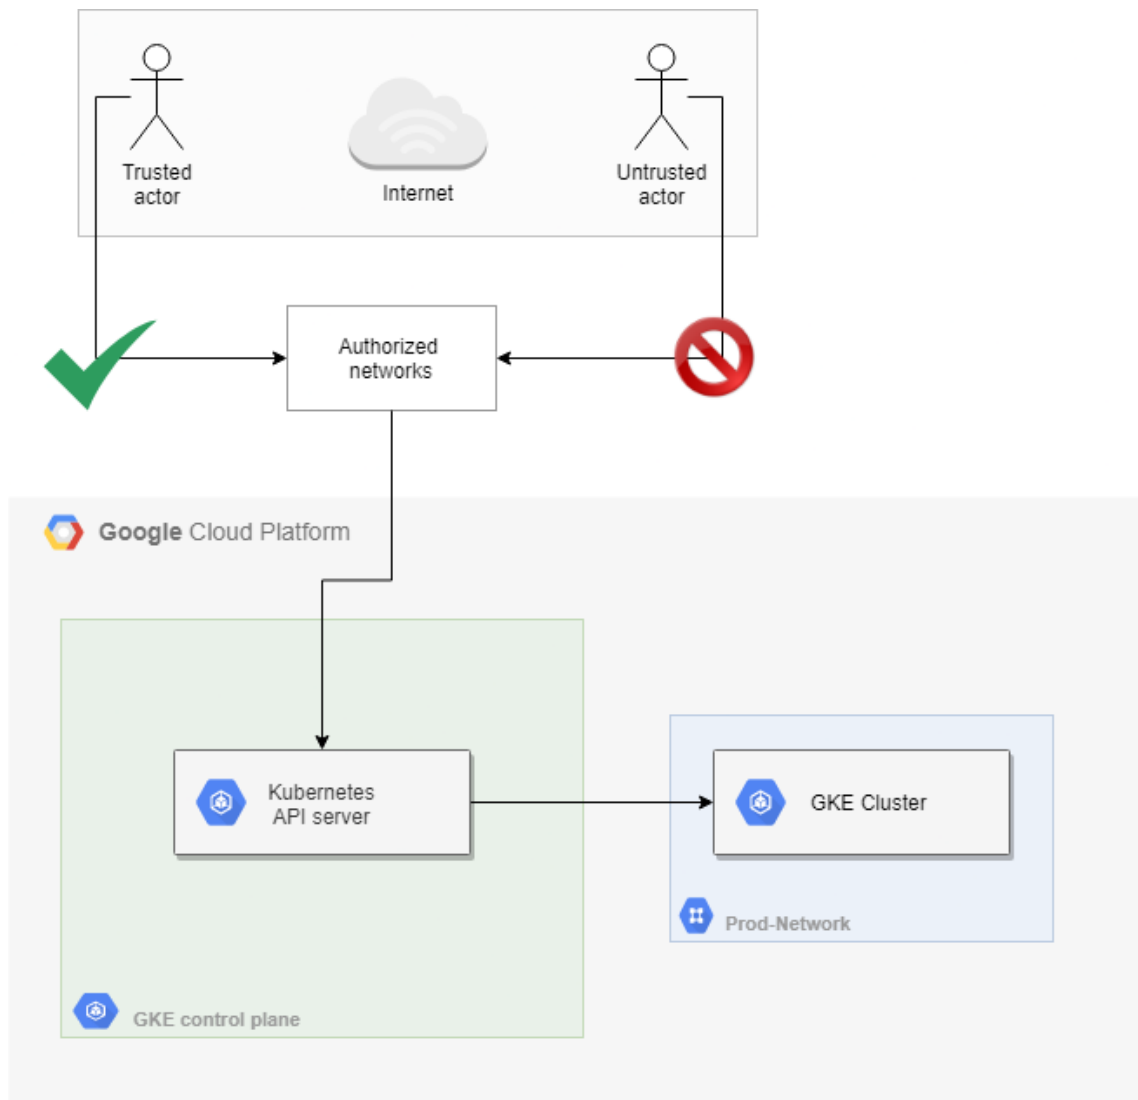 Trusted
actor
Internet
Untrusted
actor
Authorized
networks
Google Cloud Platform
Kubernetes
API server
GKE Cluster
Prod-Network
GKE control plane